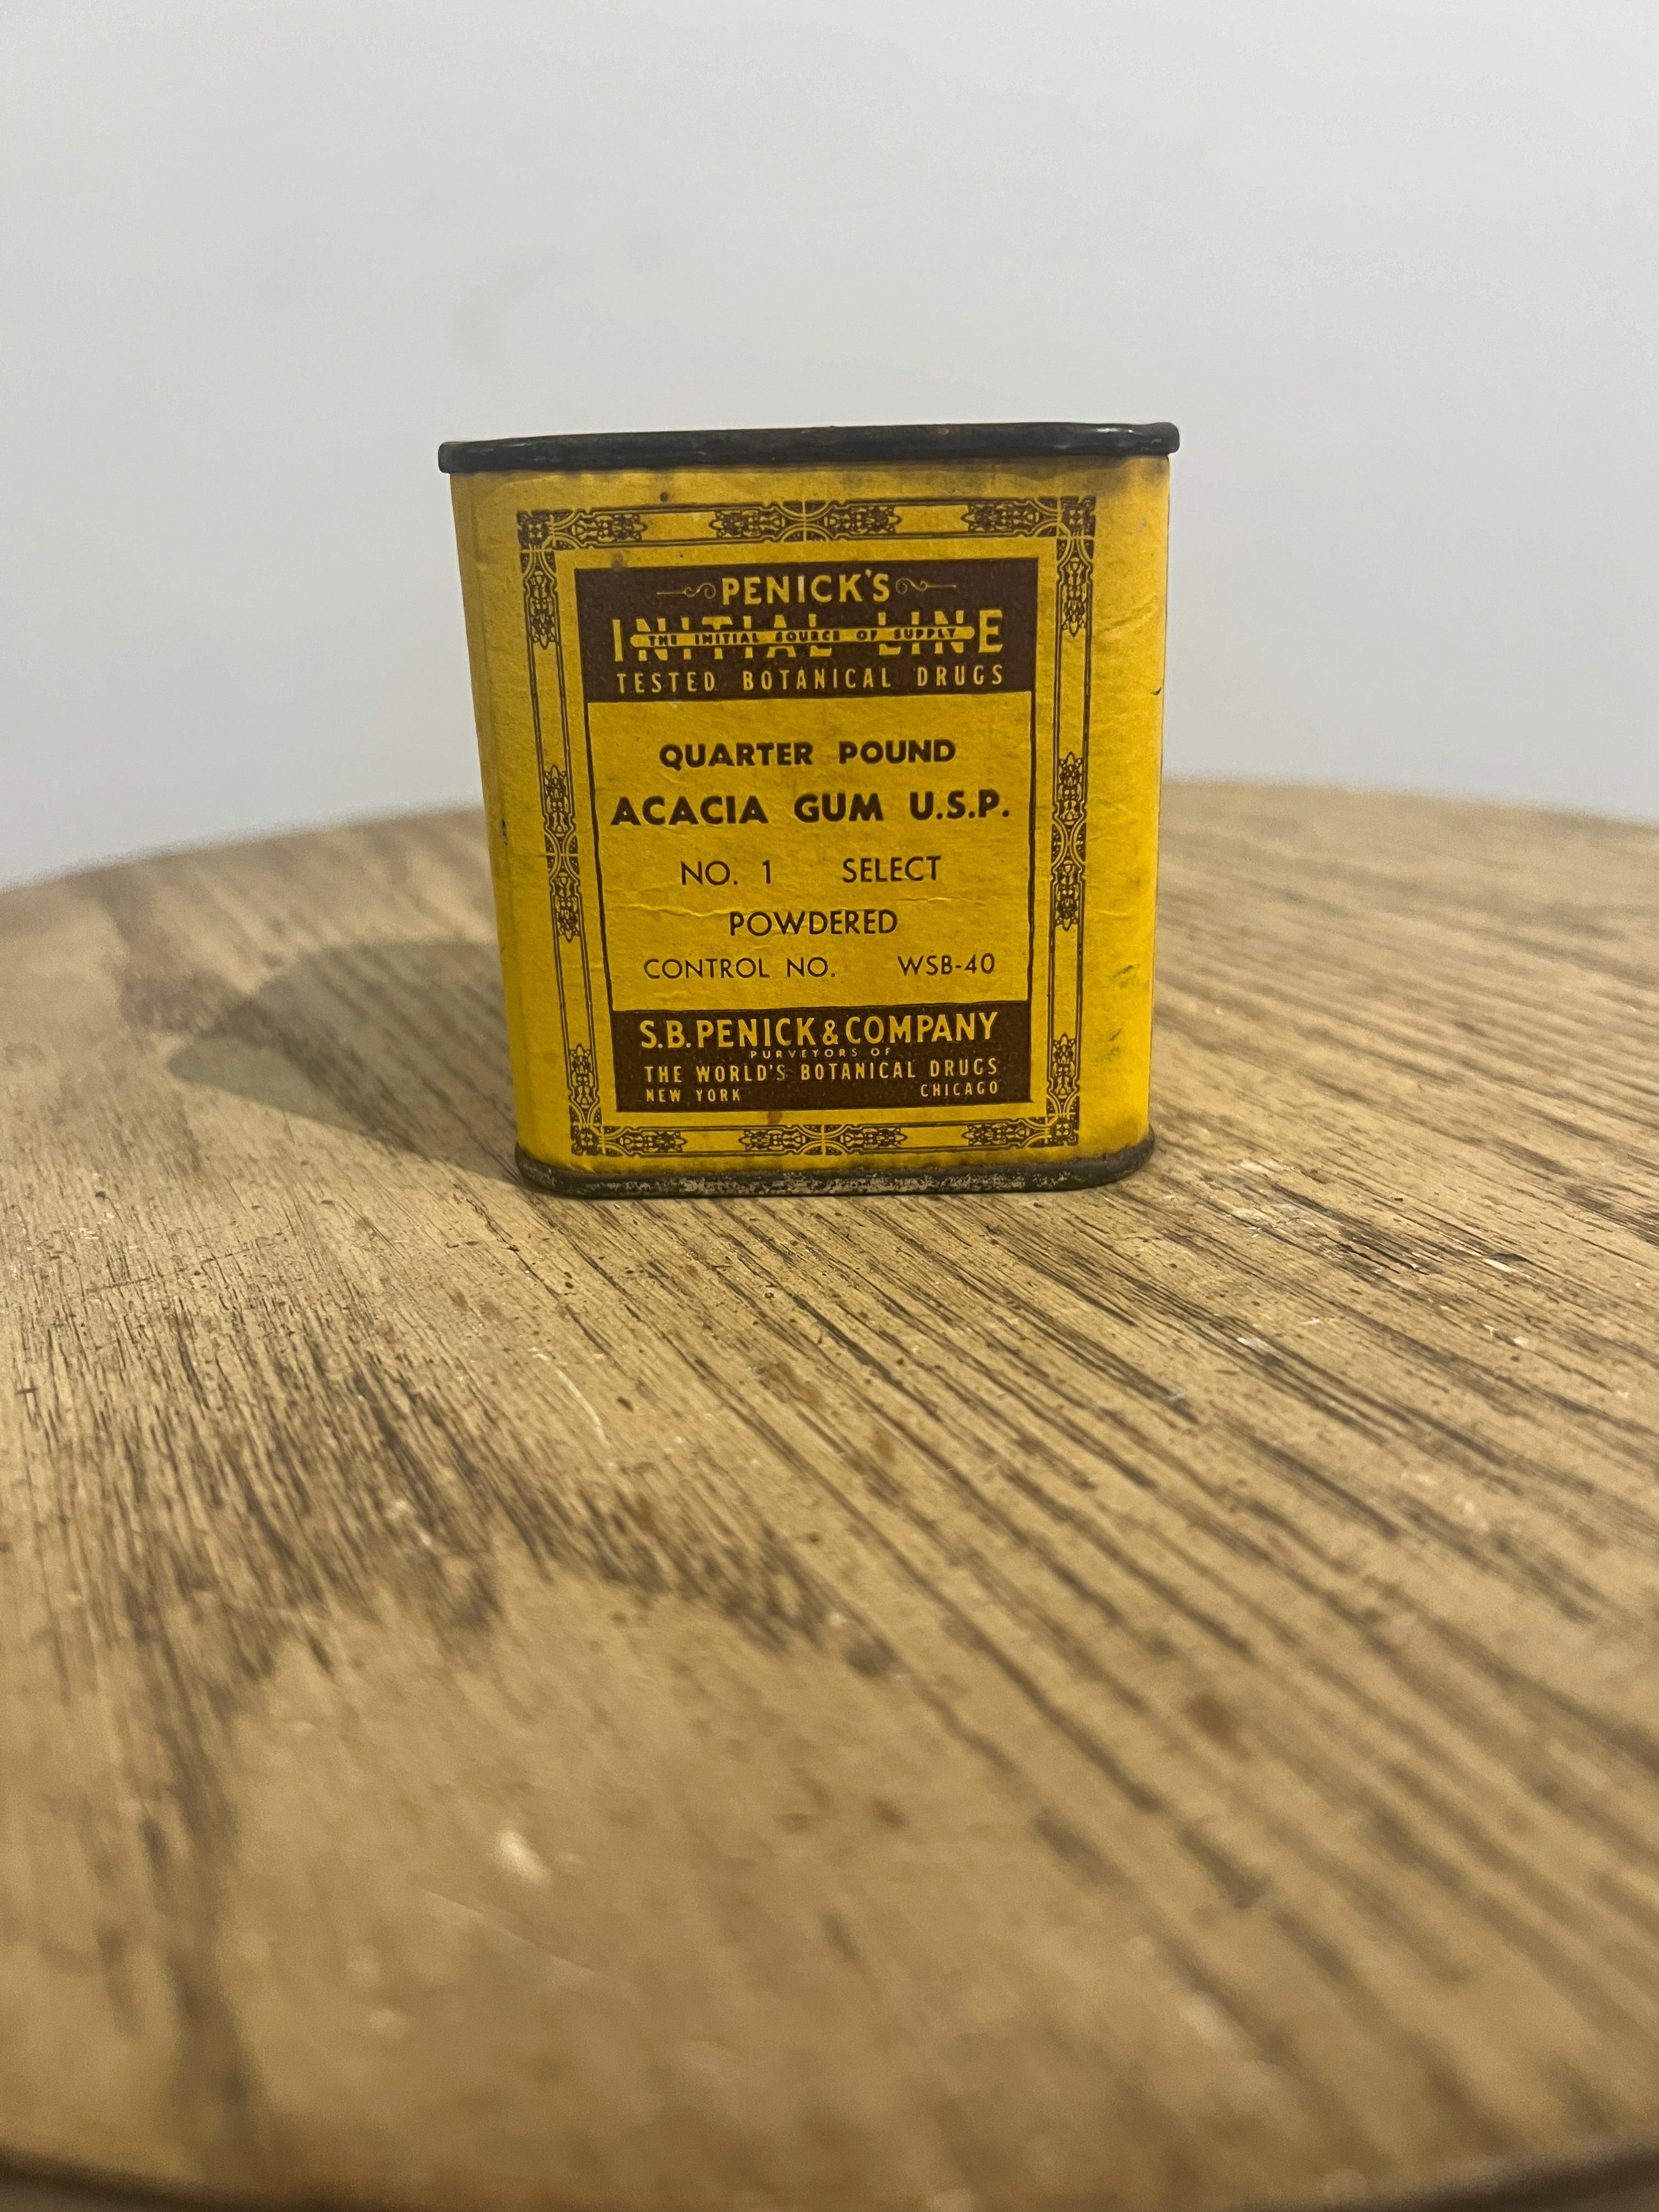 PENICK'S
INITIAL LINE
THE INITIAL SOURCE OF SUPPLY
TESTED BOTANICAL DRUGS
QUARTER POUND
ACACIA GUM U.S.P.
NO. 1 SELECT
POWDERED
CONTROL NO. WSB-40
S.B. PENICK & COMPANY
PURVEYORS OF
THE WORLD'S BOTANICAL DRUGS
NEW YORK CHICAGO